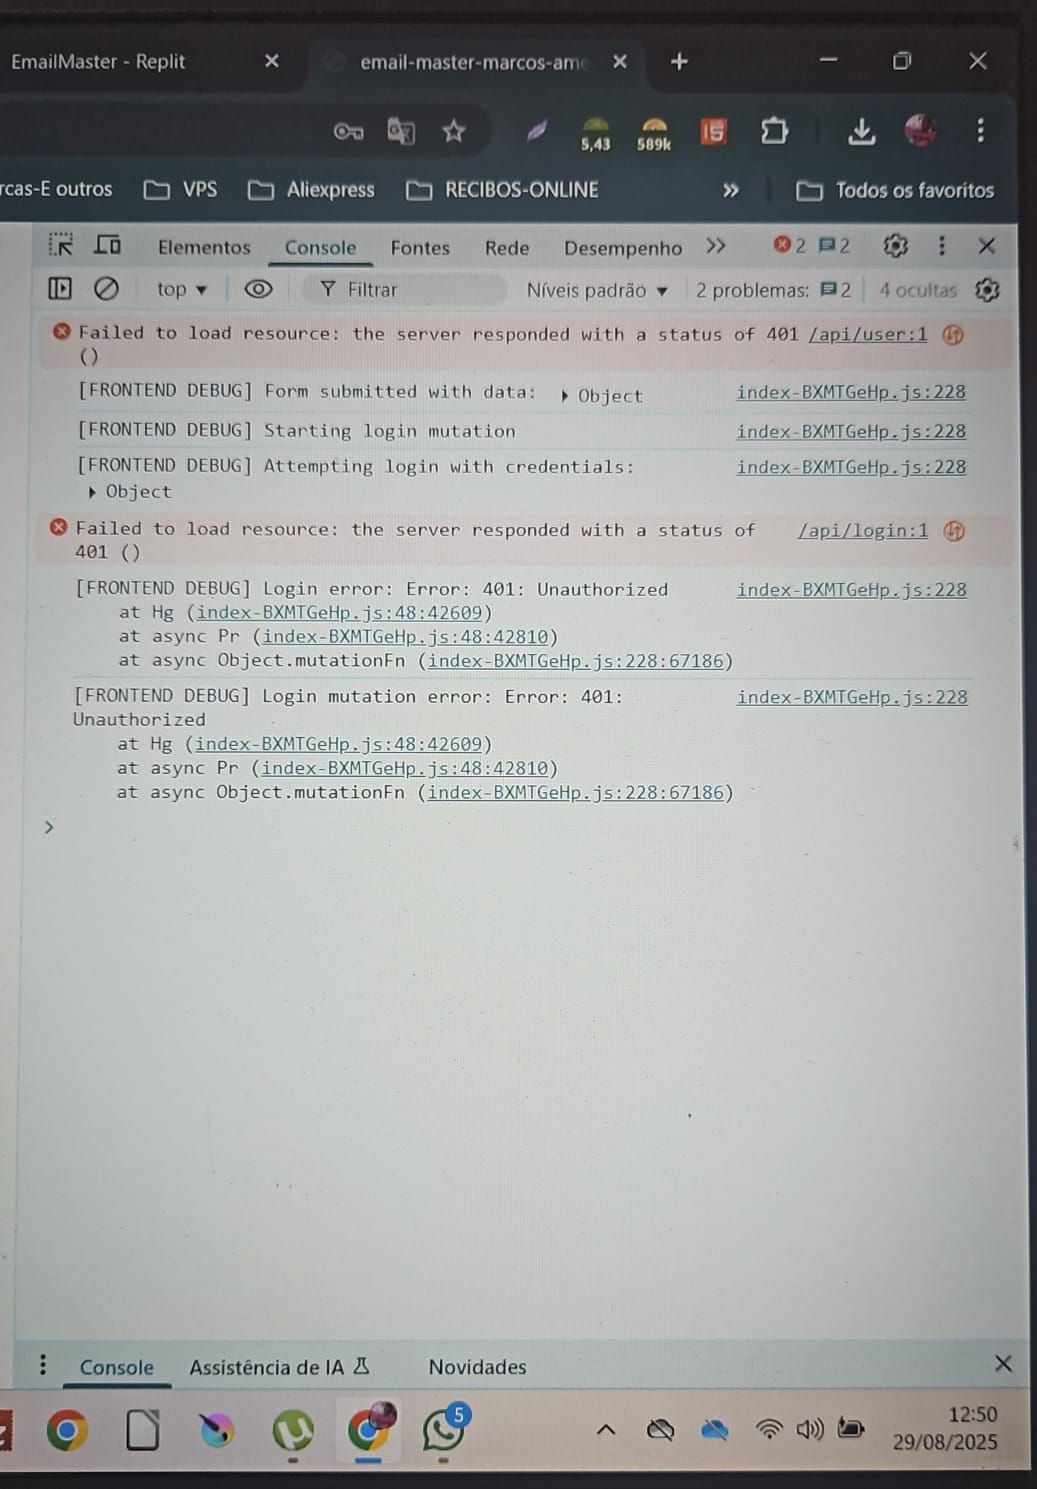 EmailMaster - Replit
email-master-marcos-ame
5,43
589k
rcas-E outros
VPS
Aliexpress
RECIBOS-ONLINE
»
Todos os favoritos
Elementos Console Fontes Rede Desempenho » 2 2
top Filtrar Níveis padrão 2 problemas: 2 4 ocultas
Failed to load resource: the server responded with a status of 401 /api/user:1
()
[FRONTEND DEBUG] Form submitted with data: Object index-BXMTGeHp.js:228
[FRONTEND DEBUG] Starting login mutation index-BXMTGeHp.js:228
[FRONTEND DEBUG] Attempting login with credentials: index-BXMTGeHp.js:228
Object
Failed to load resource: the server responded with a status of /api/login:1
401 ()
[FRONTEND DEBUG] Login error: Error: 401: Unauthorized index-BXMTGeHp.js:228
at Hg (index-BXMTGeHp.js:48:42609)
at async Pr (index-BXMTGeHp.js:48:42810)
at async Object.mutationFn (index-BXMTGeHp.js:228:67186)
[FRONTEND DEBUG] Login mutation error: Error: 401: index-BXMTGeHp.js:228
Unauthorized
at Hg (index-BXMTGeHp.js:48:42609)
at async Pr (index-BXMTGeHp.js:48:42810)
at async Object.mutationFn (index-BXMTGeHp.js:228:67186)
Console Assistência de IA Novidades
5
12:50
29/08/2025